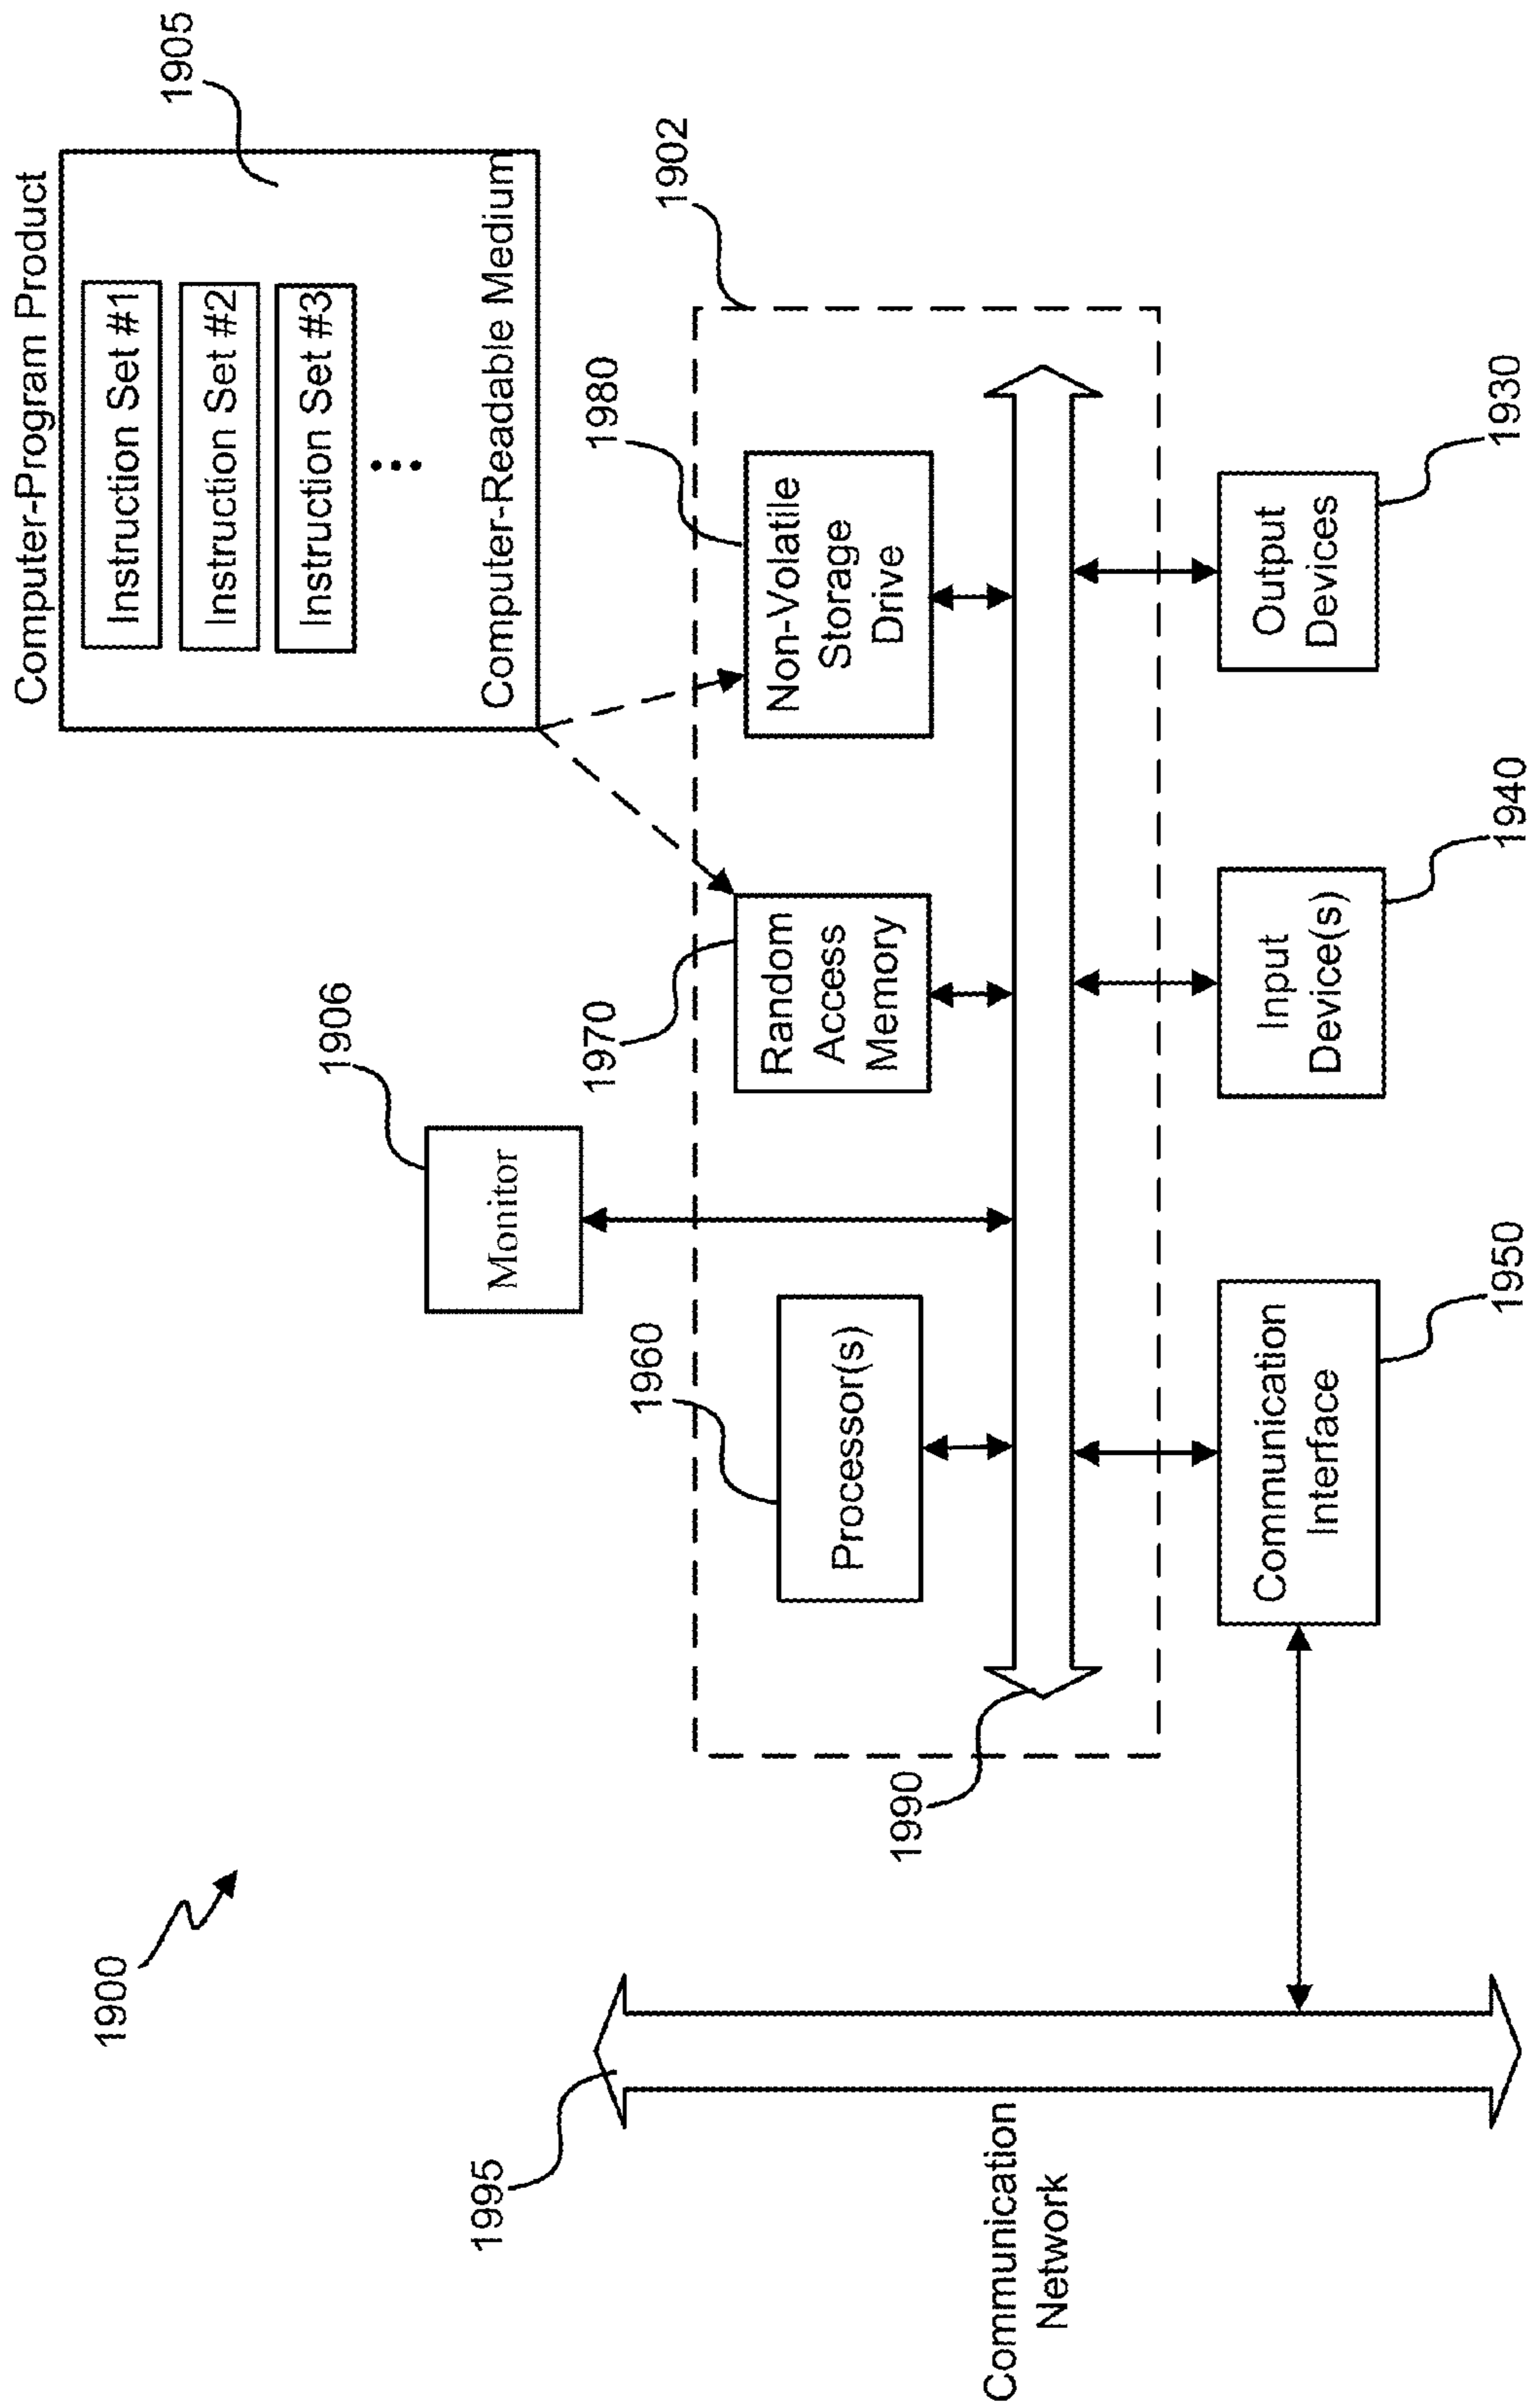 1900
Computer-Program Product
Instruction Set #1
Instruction Set #2
Instruction Set #3
...
Computer-Readable Medium
1905
1906
Monitor
1902
1960
Processor(s)
1970
Random
Access
Memory
1980
Non-Volatile
Storage
Drive
1990
1995
Communication
Network
Communication
Interface
1950
Input
Device(s)
1940
Output
Devices
1930